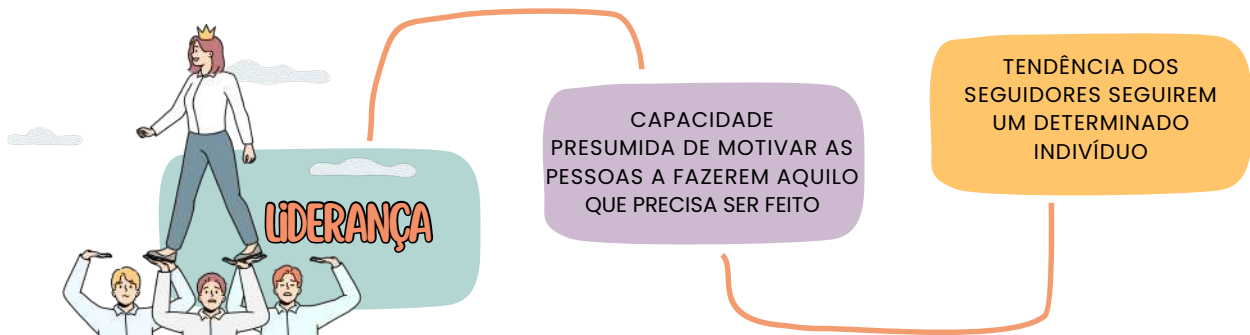 LiDERANÇA
CAPACIDADE
PRESUMIDA DE MOTIVAR AS
PESSOAS A FAZEREM AQUILO
QUE PRECISA SER FEITO
TENDÊNCIA DOS
SEGUIDORES SEGUIREM
UM DETERMINADO
INDIVÍDUO